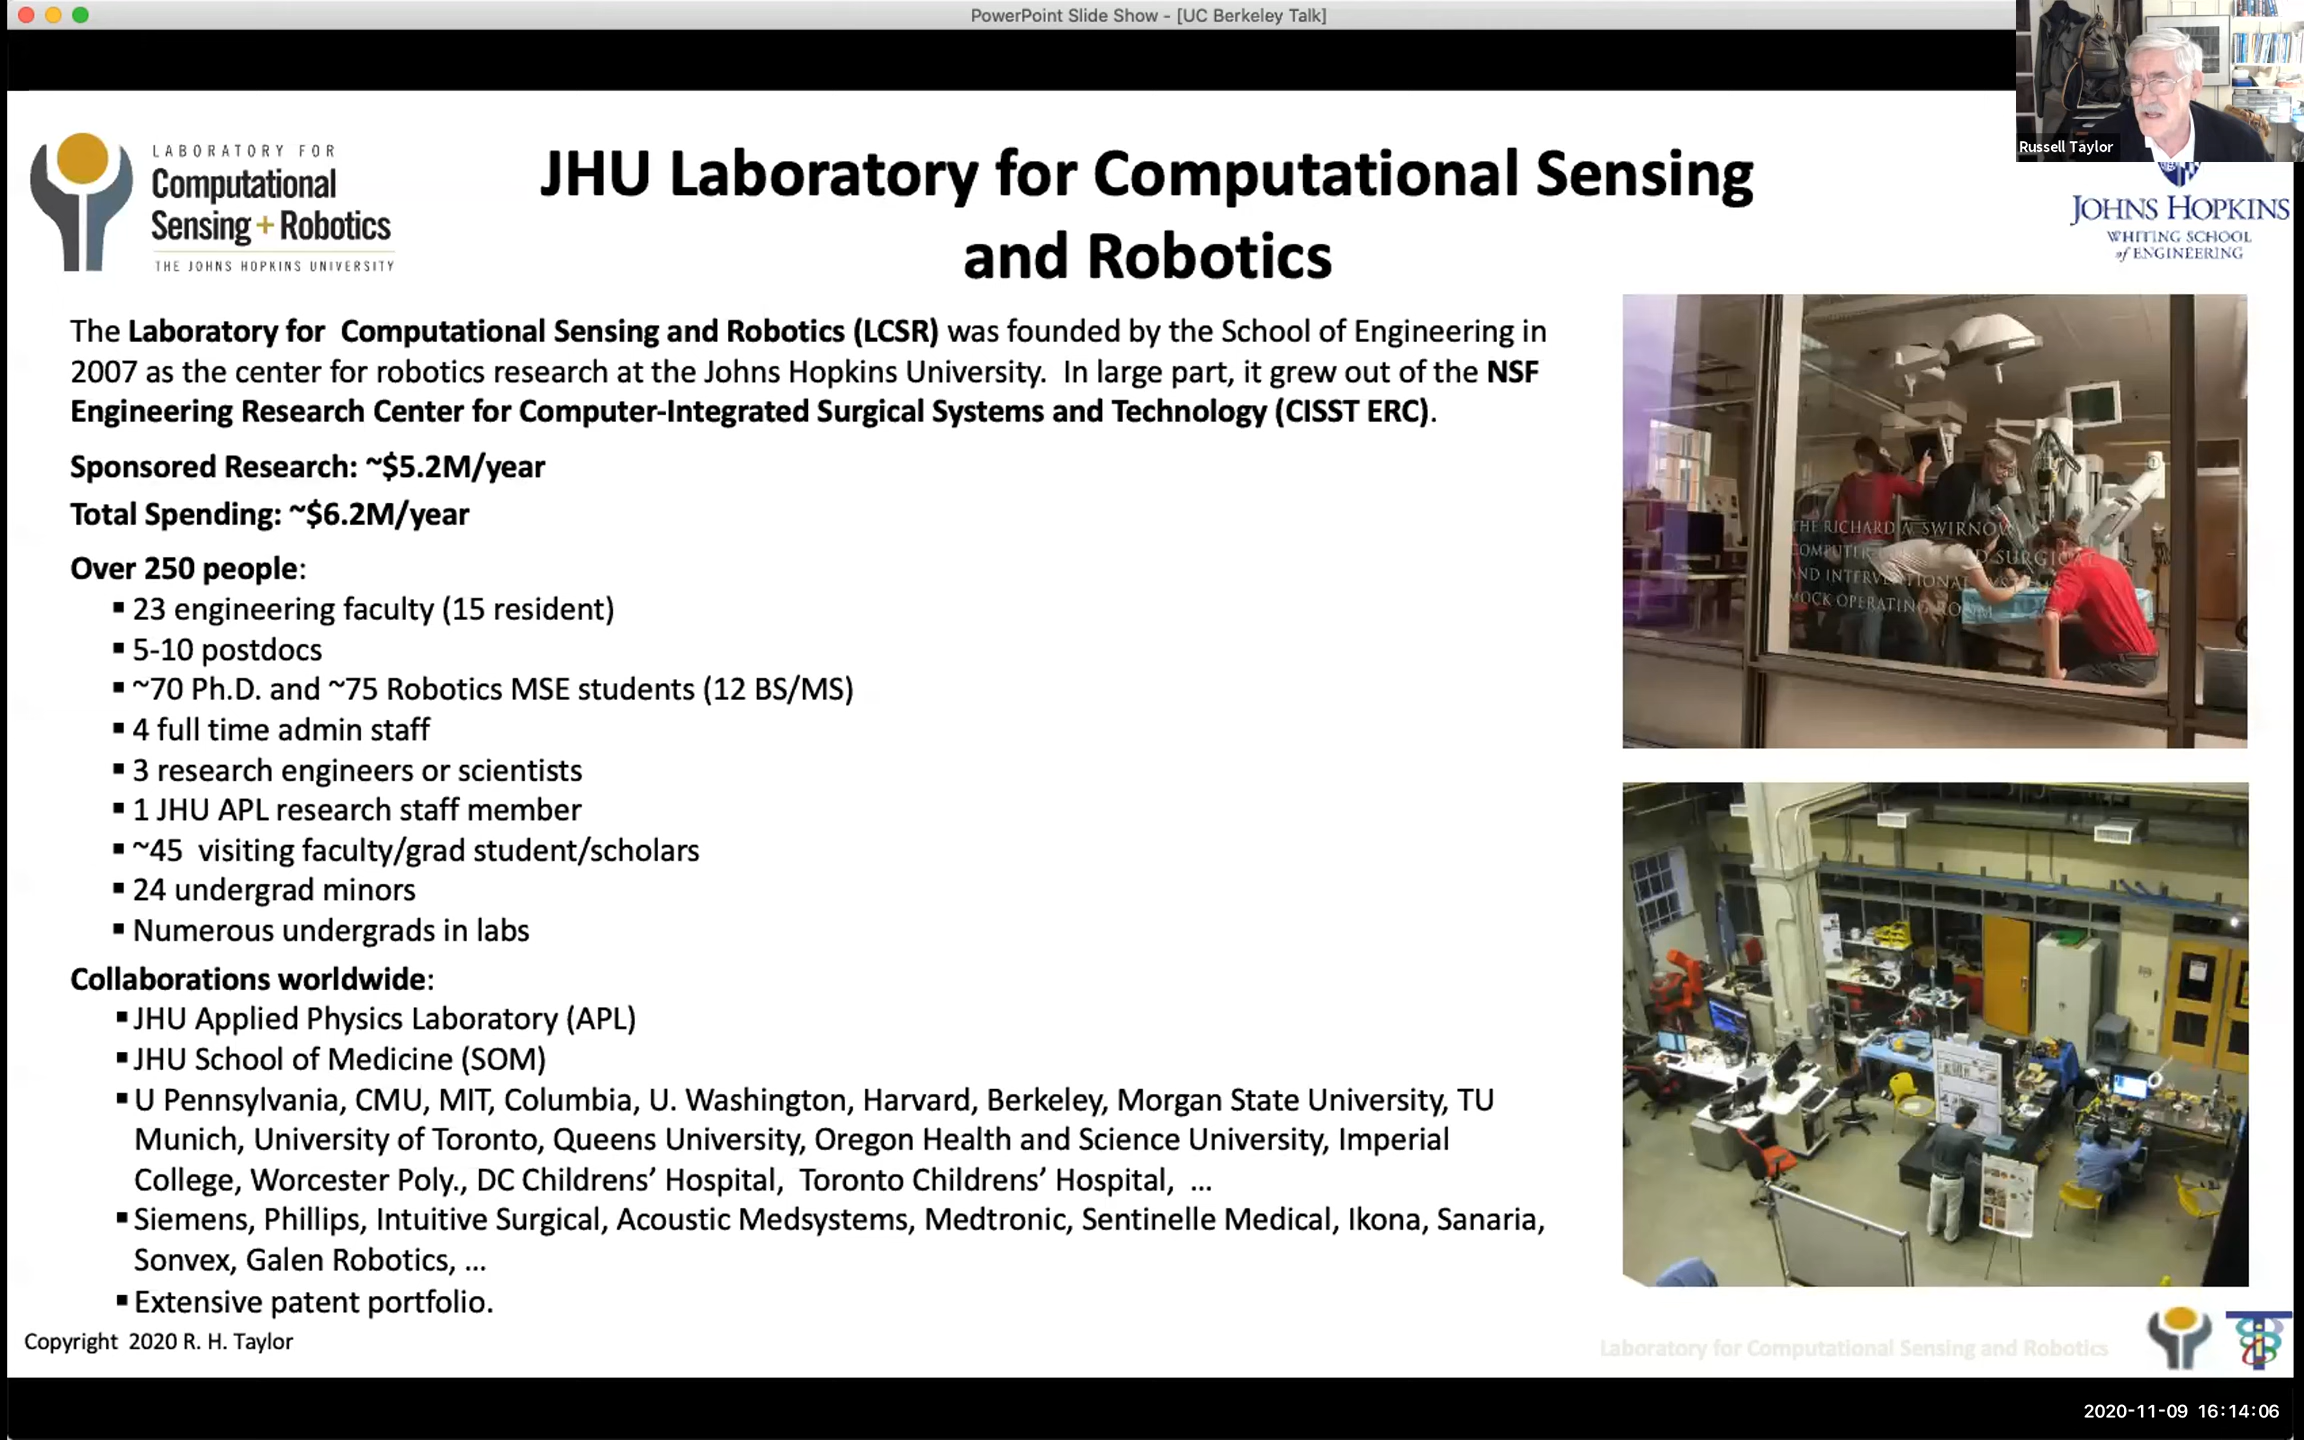 PowerPoint Slide Show - [UC Berkeley Talk]
Russell Taylor
LABORATORY FOR
Computational
Sensing + Robotics
THE JOHNS HOPKINS UNIVERSITY
JHU Laboratory for Computational Sensing
and Robotics
JOHNS HOPKINS
WHITING SCHOOL
of ENGINEERING
The Laboratory for Computational Sensing and Robotics (LCSR) was founded by the School of Engineering in
2007 as the center for robotics research at the Johns Hopkins University. In large part, it grew out of the NSF
Engineering Research Center for Computer-Integrated Surgical Systems and Technology (CISST ERC).
Sponsored Research: ~$5.2M/year
Total Spending: ~$6.2M/year
Over 250 people:
▪ 23 engineering faculty (15 resident)
▪ 5-10 postdocs
▪ ~70 Ph.D. and ~75 Robotics MSE students (12 BS/MS)
▪ 4 full time admin staff
▪ 3 research engineers or scientists
▪ 1 JHU APL research staff member
▪ ~45 visiting faculty/grad student/scholars
▪ 24 undergrad minors
▪ Numerous undergrads in labs
Collaborations worldwide:
▪ JHU Applied Physics Laboratory (APL)
▪ JHU School of Medicine (SOM)
▪ U Pennsylvania, CMU, MIT, Columbia, U. Washington, Harvard, Berkeley, Morgan State University, TU
Munich, University of Toronto, Queens University, Oregon Health and Science University, Imperial
College, Worcester Poly., DC Childrens’ Hospital, Toronto Childrens’ Hospital, ...
▪ Siemens, Phillips, Intuitive Surgical, Acoustic Medsystems, Medtronic, Sentinelle Medical, Ikona, Sanaria,
Sonvex, Galen Robotics, ...
▪ Extensive patent portfolio.
THE RICHARD A. SWIRNOW
SURGICAL
AND INTERVENTIONAL
MOCK OPERATING ROOM
Copyright 2020 R. H. Taylor
Laboratory for Computational Sensing and Robotics
2020-11-09 16:14:06